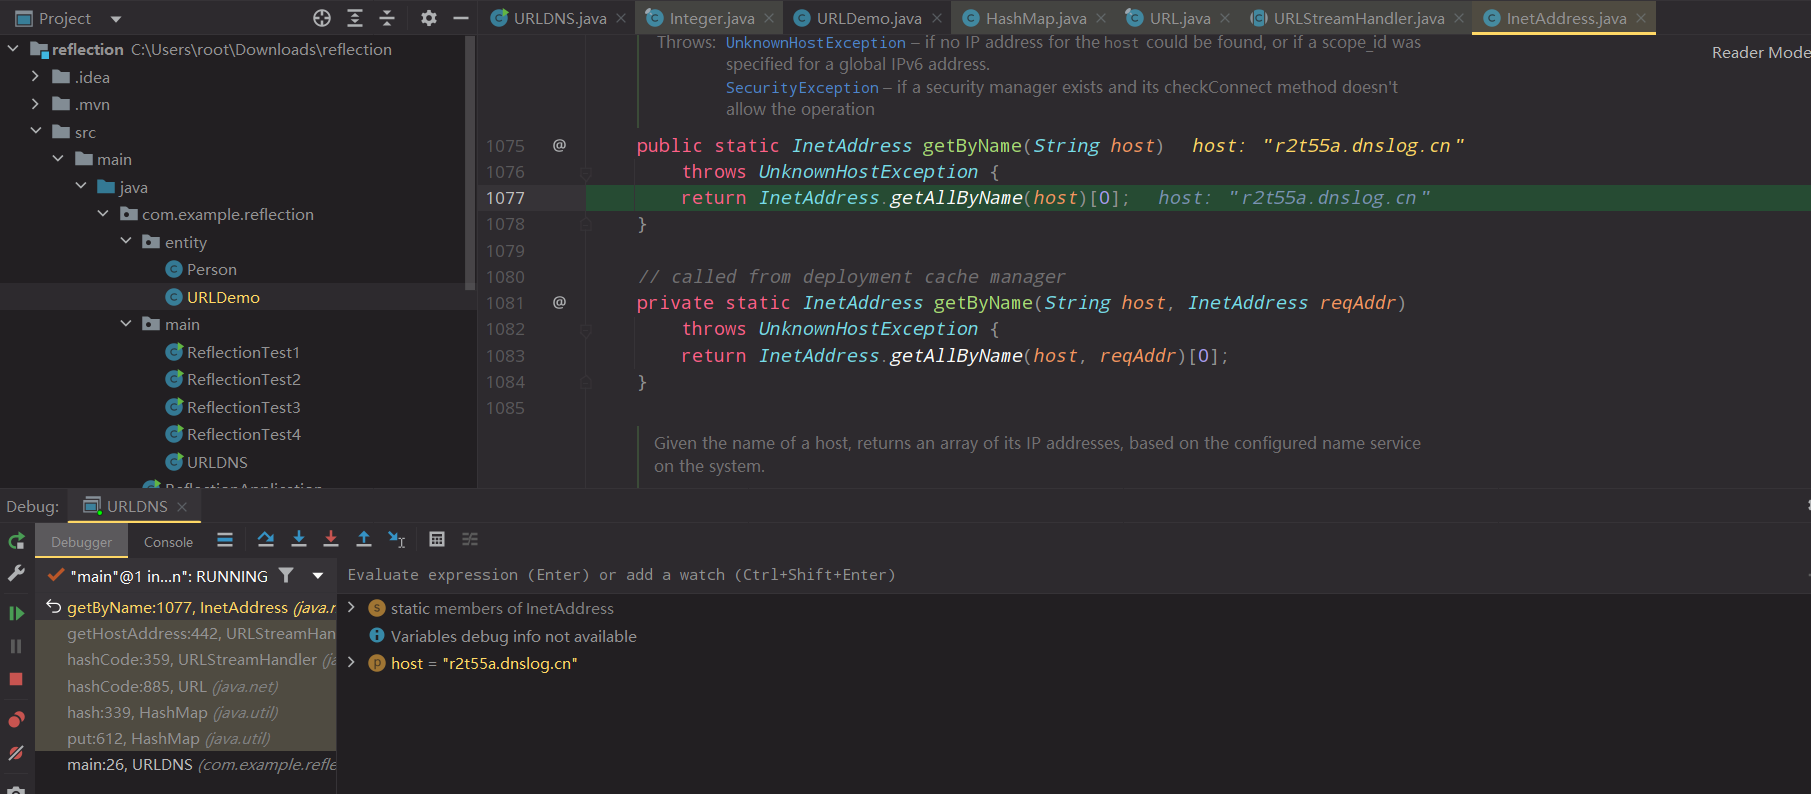 Project
URLDNS.java
Integer.java
URLDemo.java
HashMap.java
URL.java
URLStreamHandler.java
InetAddress.java
reflection C:\Users\root\Downloads\reflection
.idea
.mvn
src
main
java
com.example.reflection
entity
Person
URLDemo
main
ReflectionTest1
ReflectionTest2
ReflectionTest3
ReflectionTest4
URLDNS
ReflectionApplication
Reader Mode
Throws: UnknownHostException – if no IP address for the host could be found, or if a scope_id was
specified for a global IPv6 address.
SecurityException – if a security manager exists and its checkConnect method doesn't
allow the operation
1075 @ public static InetAddress getByName(String host) host: "r2t55a.dnslog.cn"
1076 throws UnknownHostException {
1077 return InetAddress.getAllByName(host)[0]; host: "r2t55a.dnslog.cn"
1078 }
1079
1080 // called from deployment cache manager
1081 @ private static InetAddress getByName(String host, InetAddress reqAddr)
1082 throws UnknownHostException {
1083 return InetAddress.getAllByName(host, reqAddr)[0];
1084 }
1085
Given the name of a host, returns an array of its IP addresses, based on the configured name service
on the system.
Debug: URLDNS
Debugger Console
"main"@1 in...n": RUNNING
getByName:1077, InetAddress (java.r
getHostAddress:442, URLStreamHan
hashCode:359, URLStreamHandler (ja
hashCode:885, URL (java.net)
hash:339, HashMap (java.util)
put:612, HashMap (java.util)
main:26, URLDNS (com.example.refle
Evaluate expression (Enter) or add a watch (Ctrl+Shift+Enter)
static members of InetAddress
Variables debug info not available
host = "r2t55a.dnslog.cn"